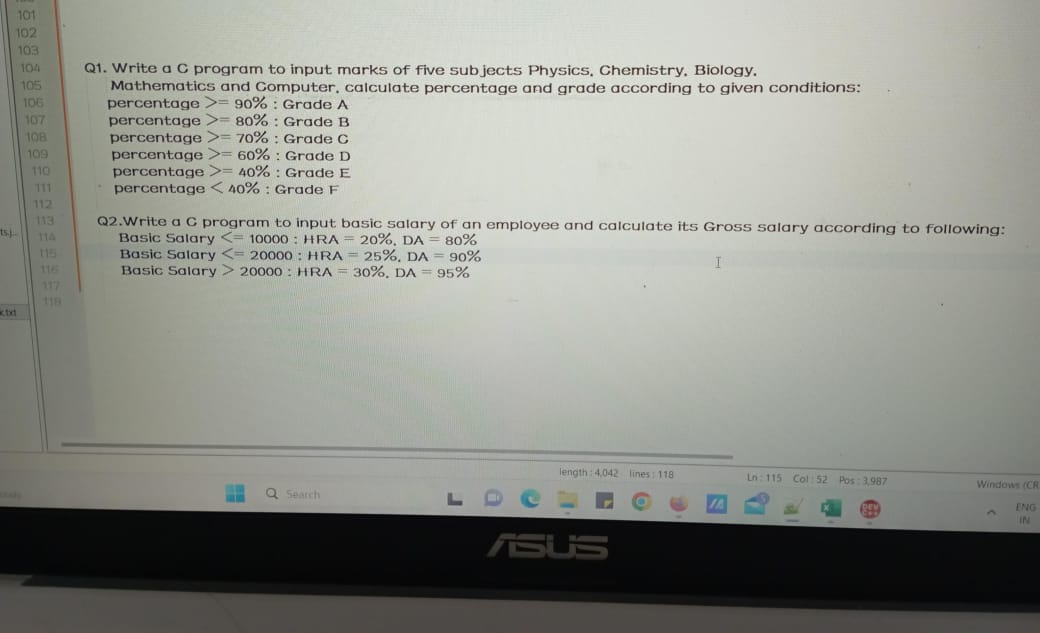 101
102
103
104 Q1. Write a C program to input marks of five subjects Physics, Chemistry, Biology,
105 Mathematics and Computer, calculate percentage and grade according to given conditions:
106 percentage >= 90% : Grade A
107 percentage >= 80% : Grade B
108 percentage >= 70% : Grade C
109 percentage >= 60% : Grade D
110 percentage >= 40% : Grade E
111 percentage < 40% : Grade F
112
113 Q2.Write a C program to input basic salary of an employee and calculate its Gross salary according to following:
ts.j...
114 Basic Salary <= 10000 : HRA = 20%, DA = 80%
115 Basic Salary <= 20000 : HRA = 25%, DA = 90%
116 Basic Salary > 20000 : HRA = 30%, DA = 95%
117
118
k.txt
length : 4,042 lines : 118 Ln : 115 Col : 52 Pos : 3,987 Windows (CR
Search
DEV C++
5
ENG
IN
ASUS